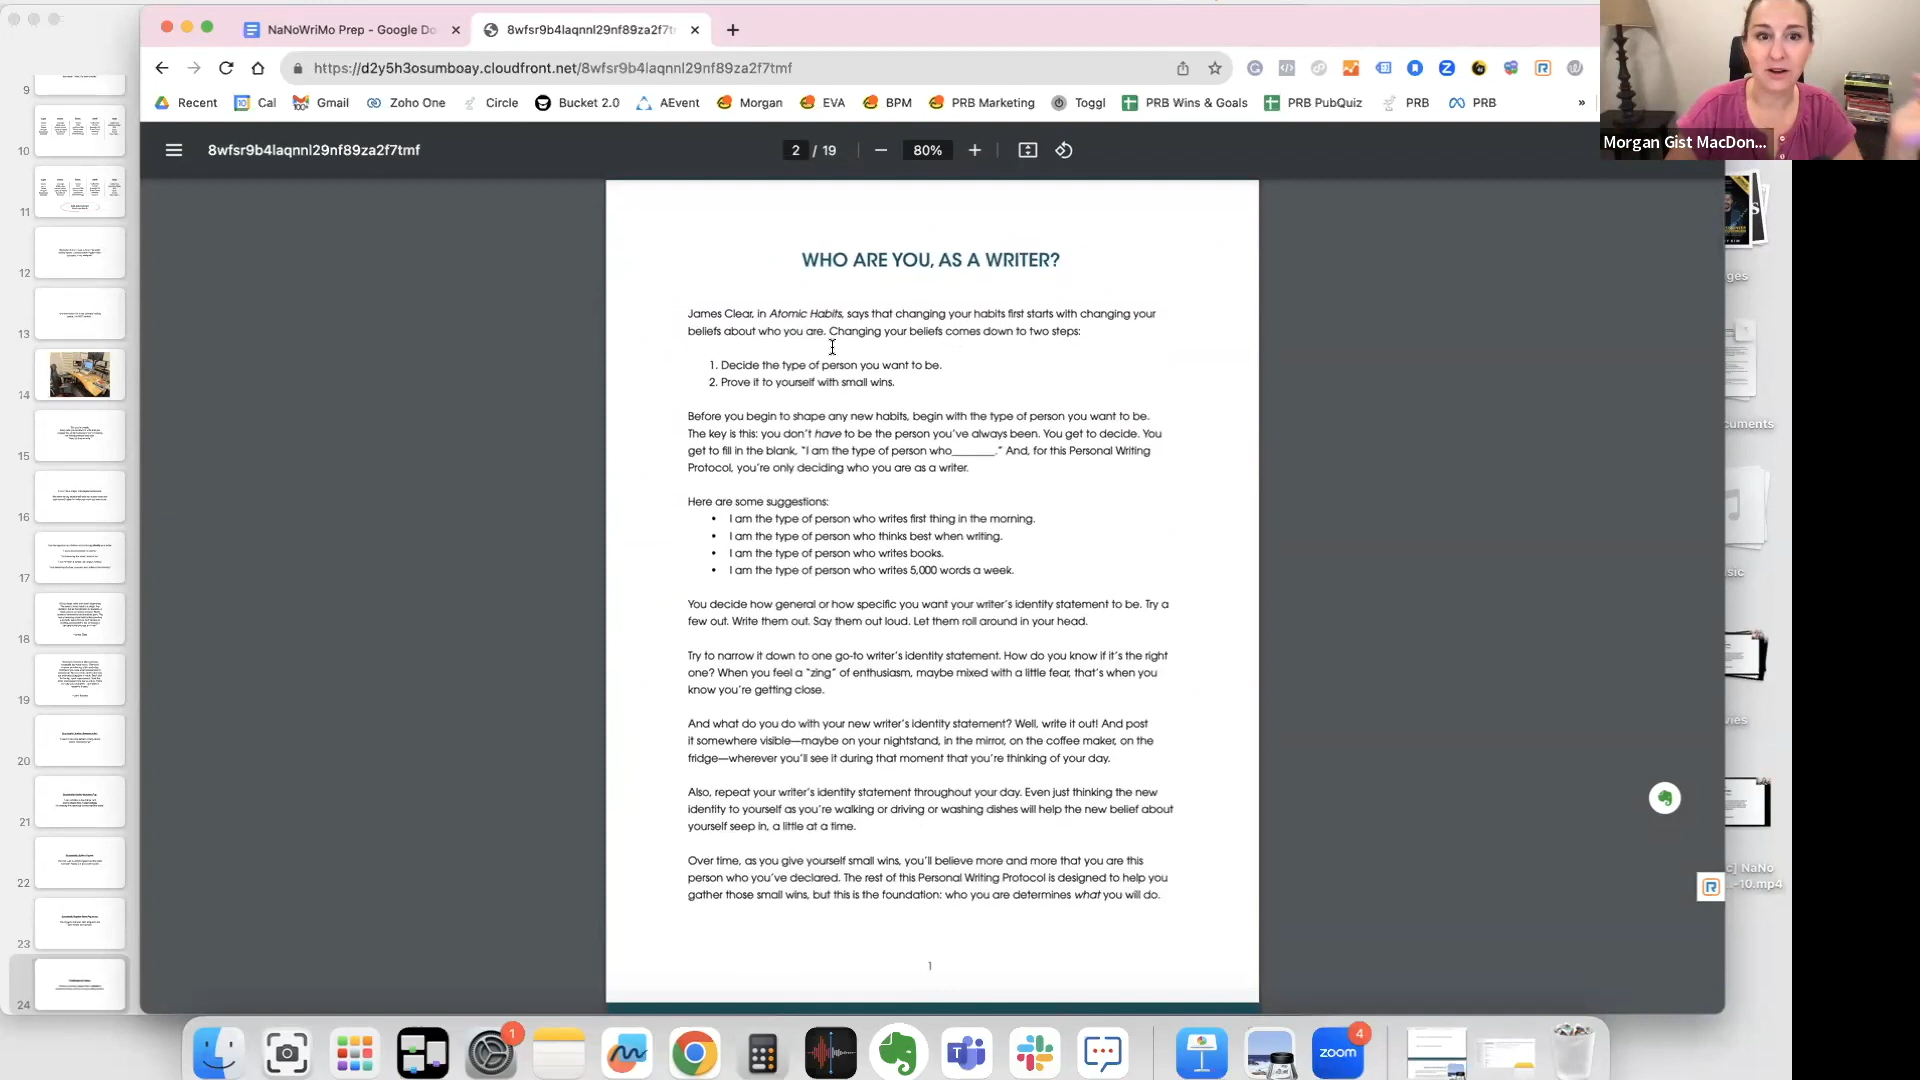 NaNoWriMo Prep - Google Do
8wfsr9b4laqnnl29nf89za2f7t
https://d2y5h3osumboay.cloudfront.net/8wfsr9b4laqnnl29nf89za2f7tmf
Recent
Cal
Gmail
Zoho One
Circle
Bucket 2.0
AEvent
Morgan
EVA
BPM
PRB Marketing
Toggl
PRB Wins & Goals
PRB PubQuiz
PRB
PRB
»
Morgan Gist MacDon...
8wfsr9b4laqnnl29nf89za2f7tmf
2 / 19
80%
WHO ARE YOU, AS A WRITER?
James Clear, in Atomic Habits, says that changing your habits first starts with changing your
beliefs about who you are. Changing your beliefs comes down to two steps:
1. Decide the type of person you want to be.
2. Prove it to yourself with small wins.
Before you begin to shape any new habits, begin with the type of person you want to be.
The key is this: you don't have to be the person you've always been. You get to decide. You
get to fill in the blank, "I am the type of person who_______." And, for this Personal Writing
Protocol, you're only deciding who you are as a writer.
Here are some suggestions:
• I am the type of person who writes first thing in the morning.
• I am the type of person who thinks best when writing.
• I am the type of person who writes books.
• I am the type of person who writes 5,000 words a week.
You decide how general or how specific you want your writer's identity statement to be. Try a
few out. Write them out. Say them out loud. Let them roll around in your head.
Try to narrow it down to one go-to writer's identity statement. How do you know if it's the right
one? When you feel a "zing" of enthusiasm, maybe mixed with a little fear, that's when you
know you're getting close.
And what do you do with your new writer's identity statement? Well, write it out! And post
it somewhere visible—maybe on your nightstand, in the mirror, on the coffee maker, on the
fridge—wherever you'll see it during that moment that you're thinking of your day.
Also, repeat your writer's identity statement throughout your day. Even just thinking the new
identity to yourself as you're walking or driving or washing dishes will help the new belief about
yourself seep in, a little at a time.
Over time, as you give yourself small wins, you'll believe more and more that you are this
person who you've declared. The rest of this Personal Writing Protocol is designed to help you
gather those small wins, but this is the foundation: who you are determines what you will do.
1
9
10
11
12
13
14
15
16
17
18
19
20
21
22
23
24
ges
cuments
sic
vies
c] NaNo
...-10.mp4
1
zoom
4